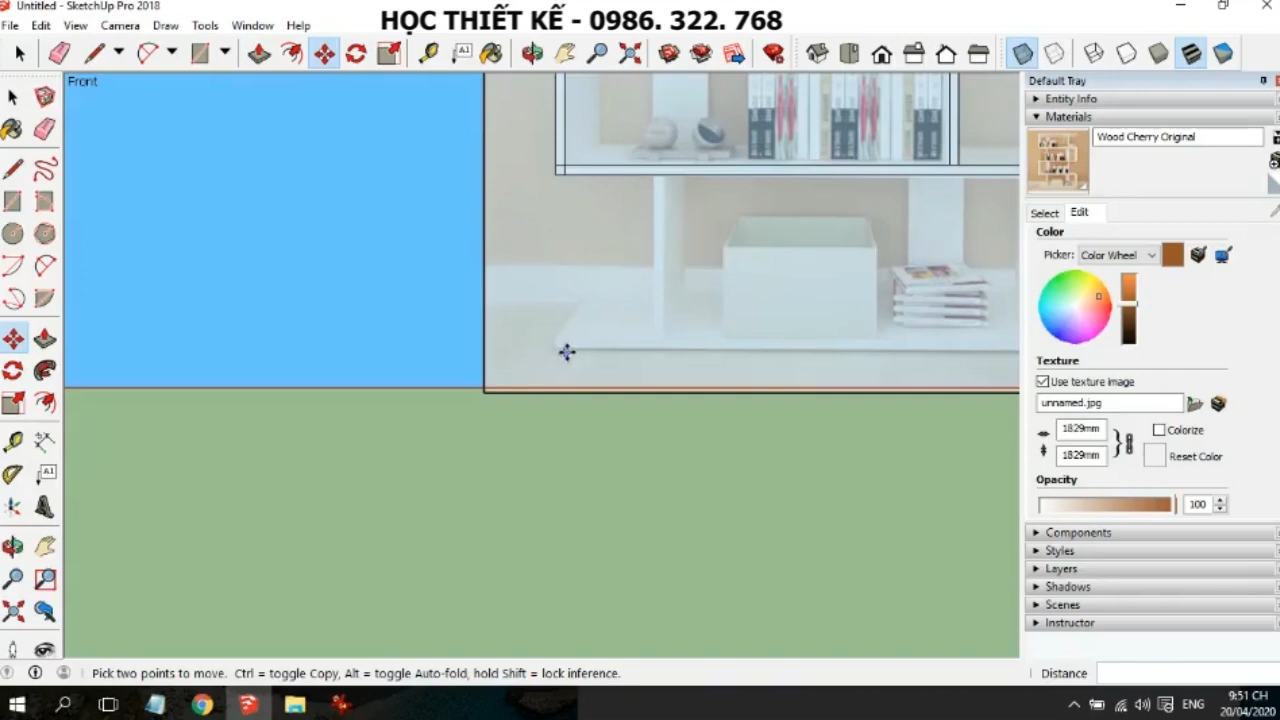 Untitled - SketchUp Pro 2018
HỌC THIẾT KẾ - 0986. 322. 768
File Edit View Camera Draw Tools Window Help
Front
Default Tray
Entity Info
Materials
Wood Cherry Original
Select Edit
Color
Picker: Color Wheel
Texture
Use texture image
unnamed.jpg
1829mm
Colorize
1829mm
Reset Color
Opacity
100
Components
Styles
Layers
Shadows
Scenes
Instructor
Pick two points to move. Ctrl = toggle Copy, Alt = toggle Auto-fold, hold Shift = lock inference.
Distance
ENG
9:51 CH
20/04/2020